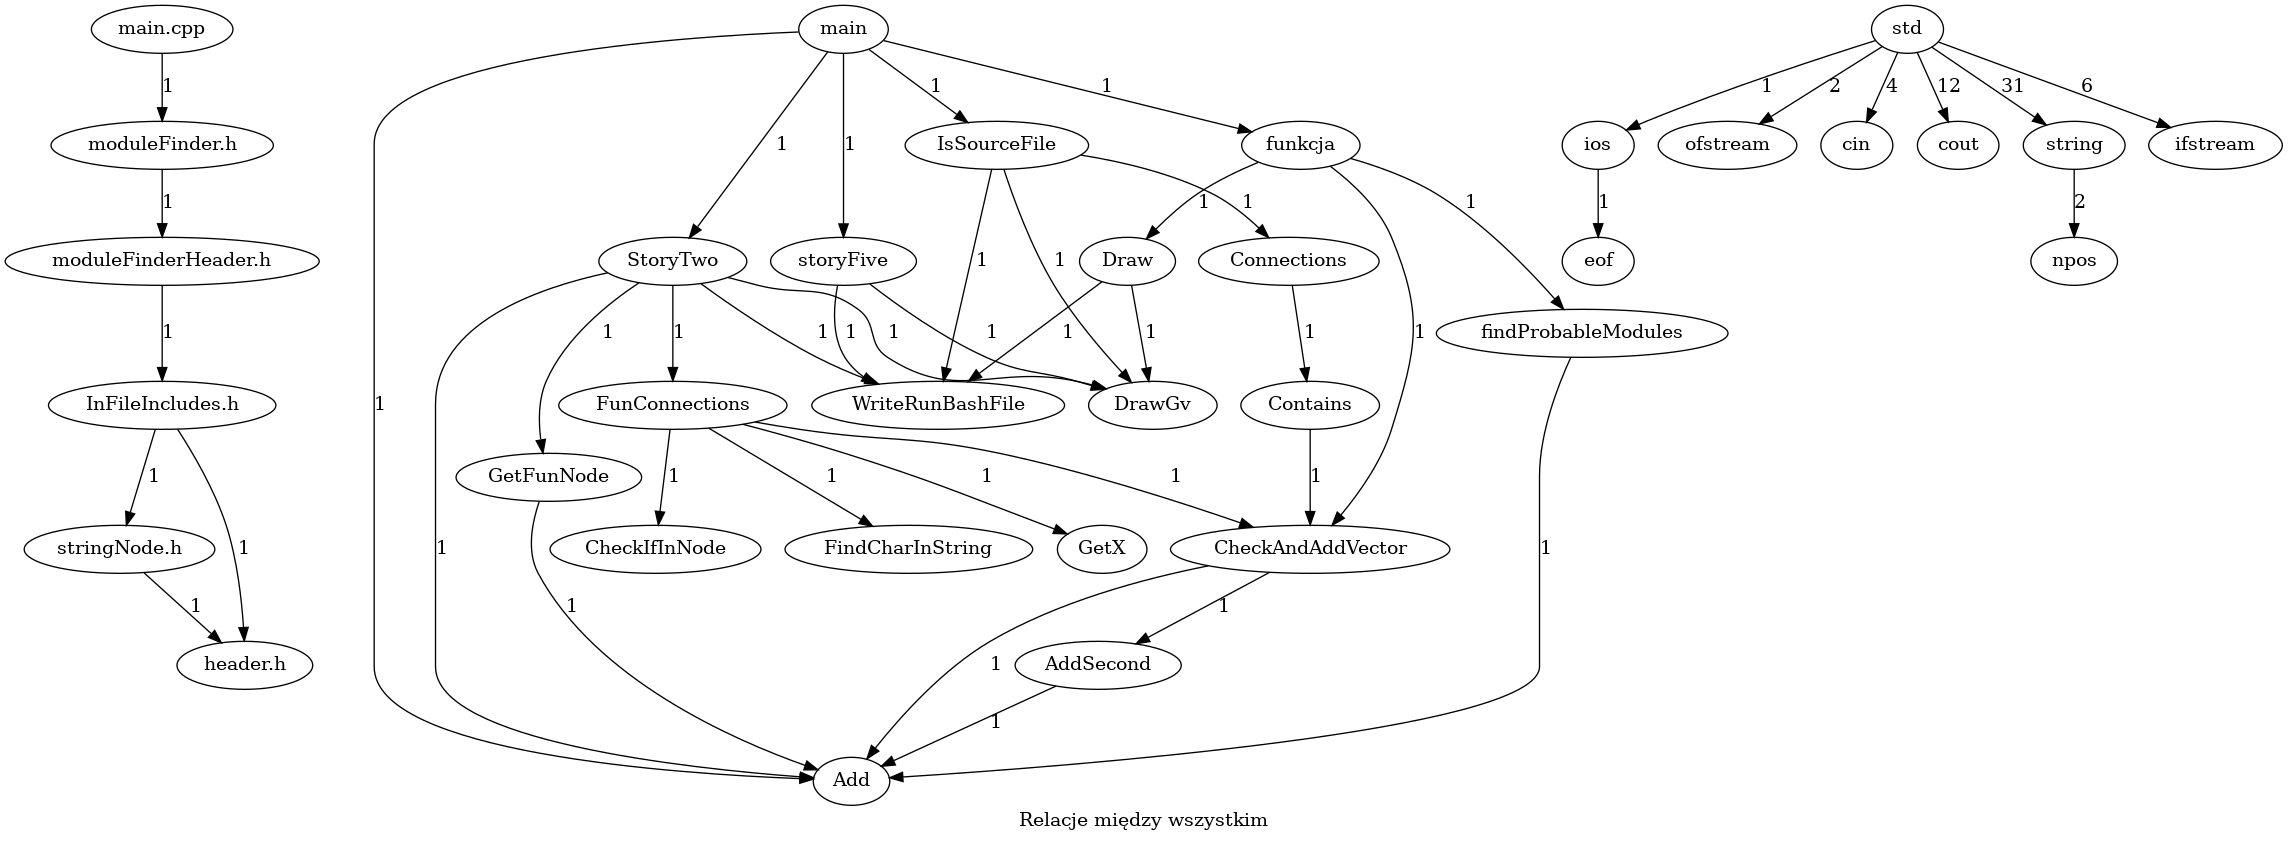 main.cpp
main
std
1
1
1
1
1
1
2
4
12
31
6
moduleFinder.h
IsSourceFile
funkcja
ios
ofstream
cin
cout
string
ifstream
1
1
1
1
1
2
moduleFinderHeader.h
StoryTwo
storyFive
Draw
Connections
eof
npos
1
1
1
1
1
1
1
1
1
1
1
1
1
findProbableModules
InFileIncludes.h
1
FunConnections
WriteRunBashFile
DrawGv
Contains
1
1
1
1
1
1
1
GetFunNode
stringNode.h
1
1
CheckIfInNode
FindCharInString
GetX
CheckAndAddVector
1
1
1
1
header.h
1
AddSecond
1
Add
Relacje między wszystkim